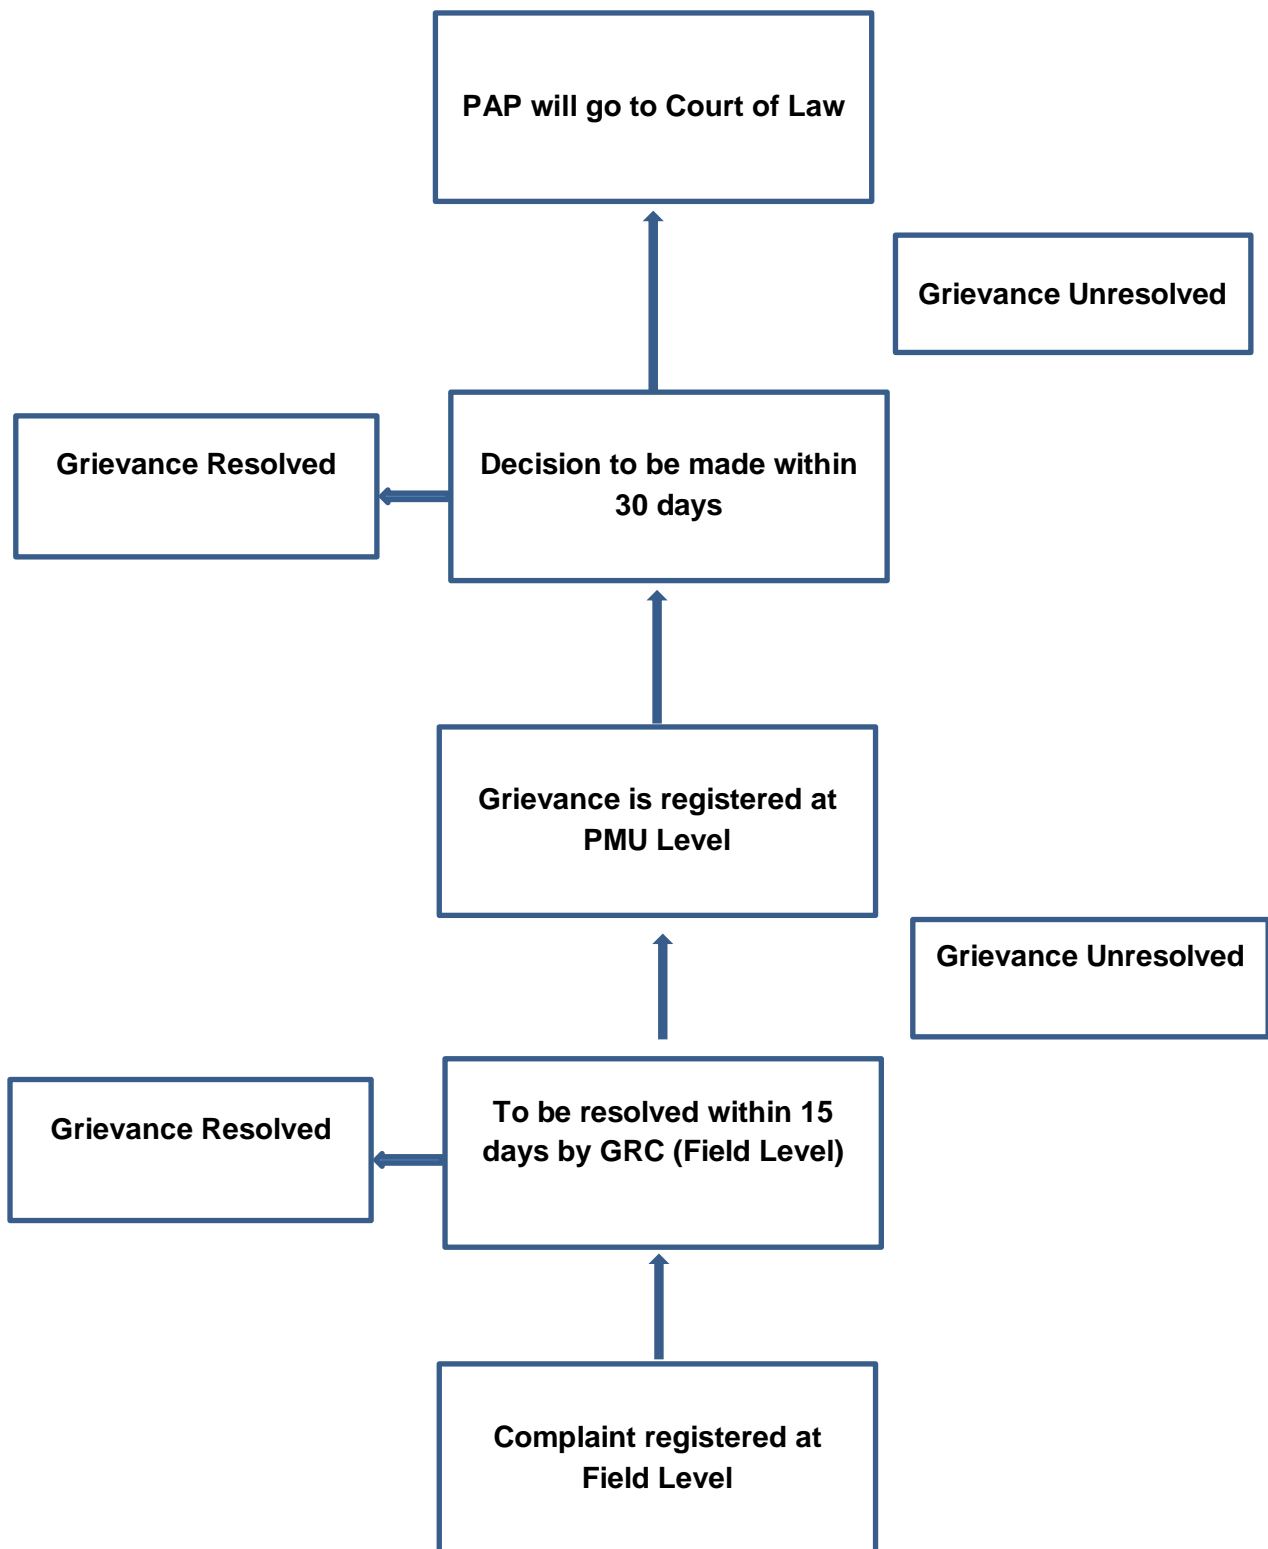 PAP will go to Court of Law
Grievance Unresolved
Grievance Resolved
Decision to be made within
30 days
Grievance is registered at
PMU Level
Grievance Unresolved
Grievance Resolved
To be resolved within 15
days by GRC (Field Level)
Complaint registered at
Field Level